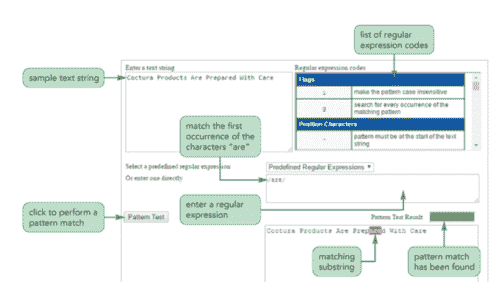 list of regular
expression codes
Enter a text string
Regular expression codes
sample text string
Coctura Products Are Prepared With Care
Flags
i
make the pattern case insensitive
g
search for every occurrence of the
matching pattern
Position Characters
^
pattern must be at the start of the text
string
match the first
occurrence of the
characters "are"
Select a predefined regular expression
Predefined Regular Expressions
Or enter one directly
/are/
click to perform a
pattern match
Pattern Test
enter a regular
expression
Pattern Test Result
Coctura Products Are Prepared With Care
matching
substring
pattern match
has been found